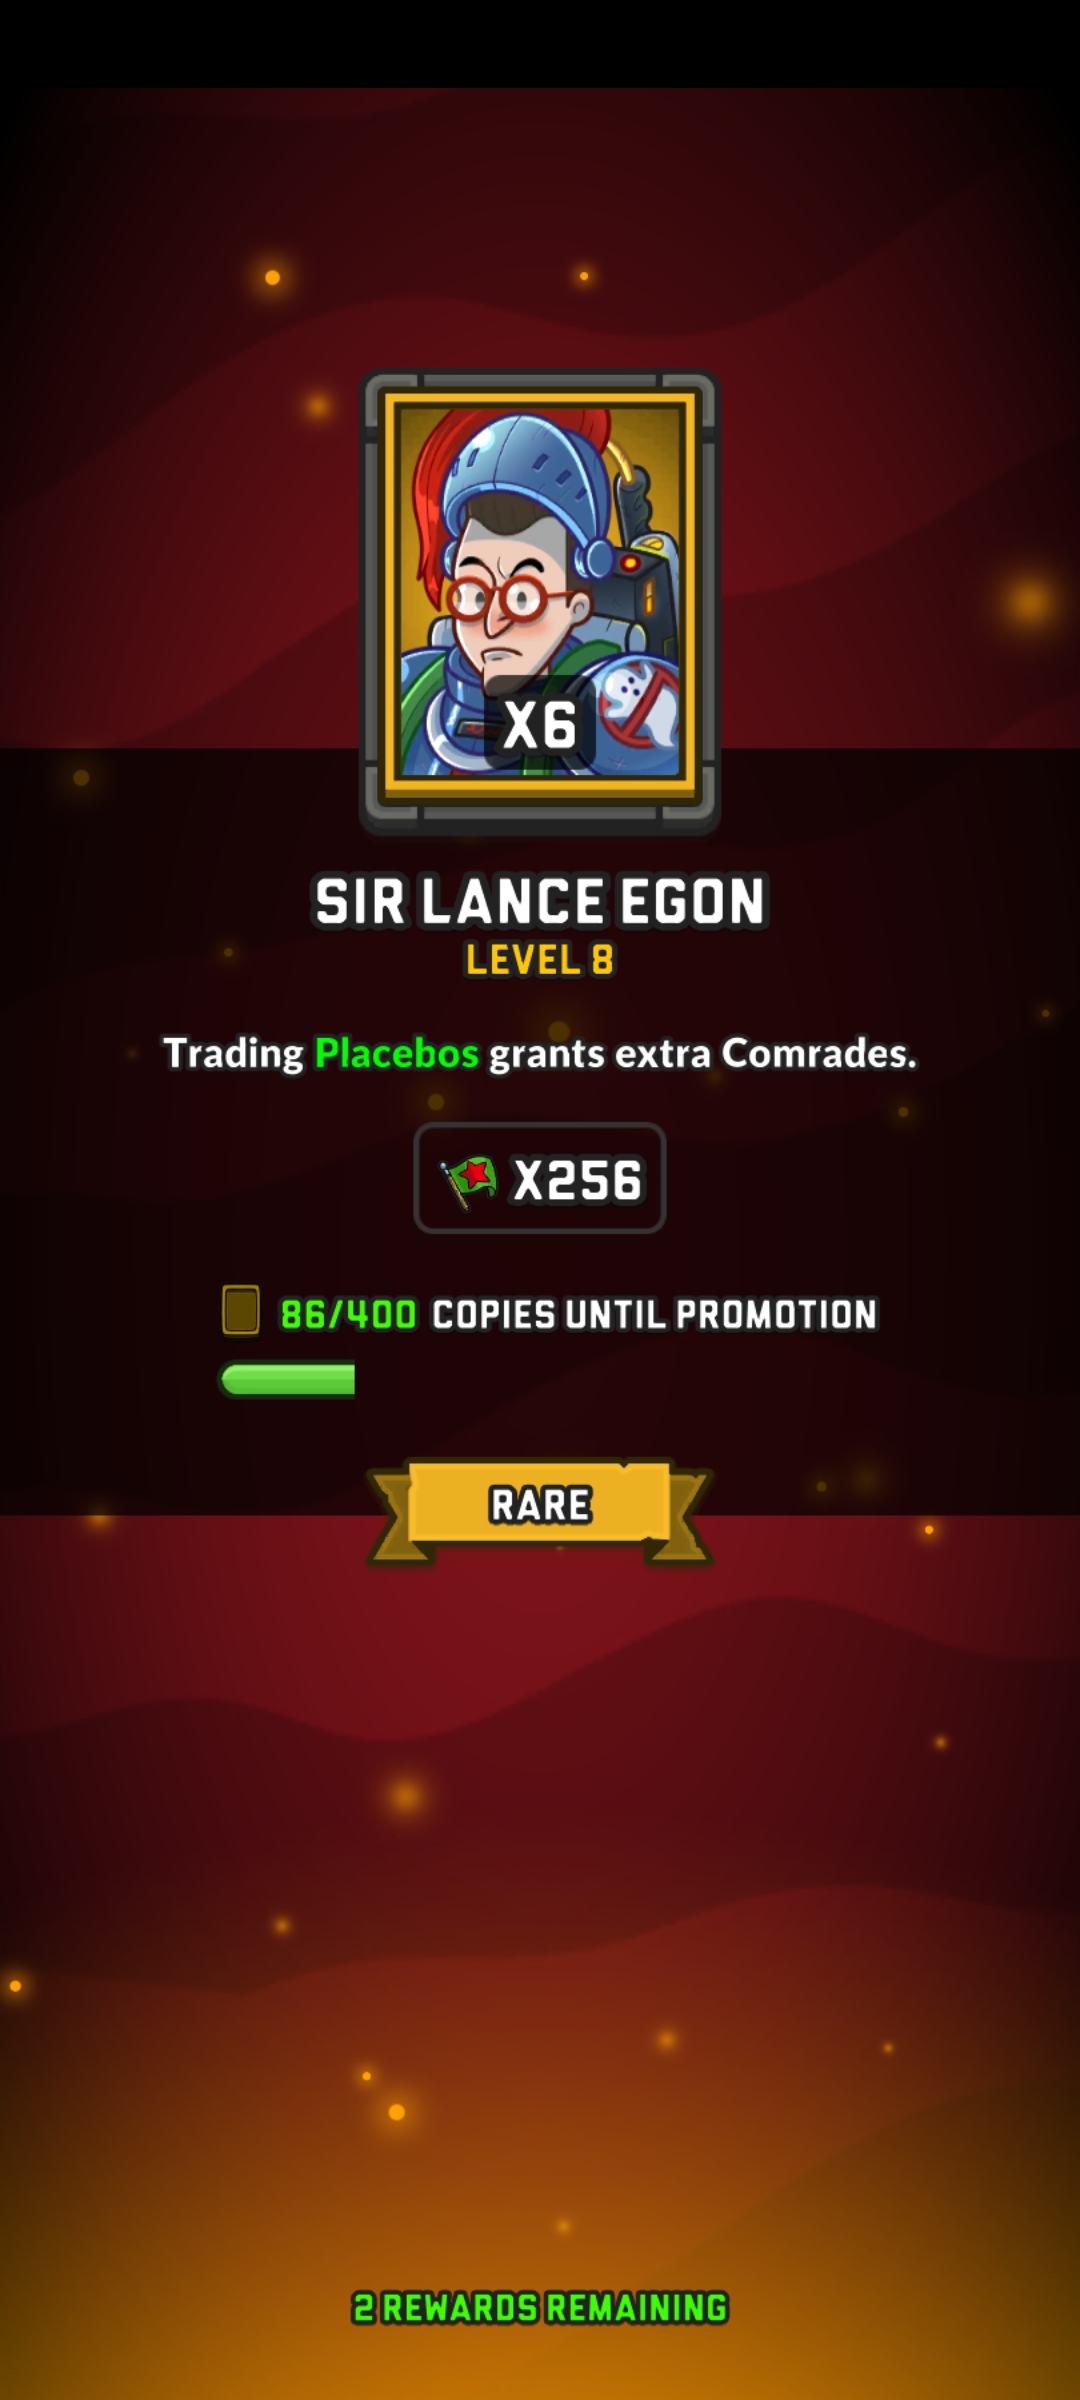 X6
SIR LANCE EGON
LEVEL 8
Trading Placebos grants extra Comrades.
X256
86/400 COPIES UNTIL PROMOTION
RARE
2 REWARDS REMAINING